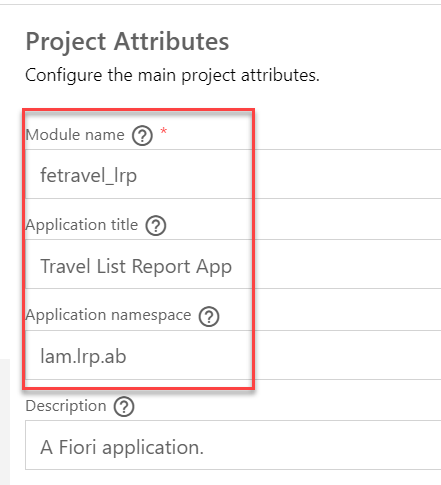 Project Attributes
Configure the main project attributes.
Module name ? *
fetravel_lrp
Application title ?
Travel List Report App
Application namespace ?
lam.lrp.ab
Description ?
A Fiori application.